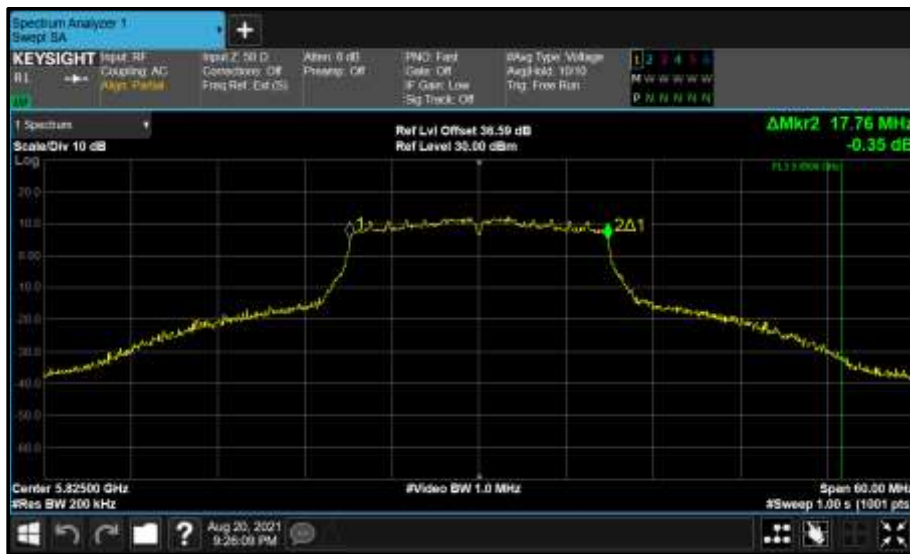 Spectrum Analyzer 1
Swept SA
+
KEYSIGHT
R L
Input: RF
Coupling: AC
Align: Partial
Input Z: 50 Ω
Corrections: Off
Freq Ref: Ext (S)
Atten: 6 dB
Preamp: Off
PNO: Fast
Gate: Off
IF Gain: Low
Sig Track: Off
#Avg Type: Voltage
Avg|Hold: 10/10
Trig: Free Run
1 2 3 4 5 6
M W W W W W
P N N N N N
1 Spectrum
Scale/Div 10 dB
Ref Lvl Offset 36.59 dB
Ref Level 30.00 dBm
ΔMkr2 17.76 MHz
-0.35 dB
Log
20.0
10.0
0.00
-20.0
-30.0
-40.0
-50.0
-60.0
1
2Δ1
Center 5.82500 GHz
#Res BW 200 kHz
#Video BW 1.0 MHz
Span 60.00 MHz
#Sweep 1.00 s (1001 pts
?
Aug 20, 2021
9:26:09 PM